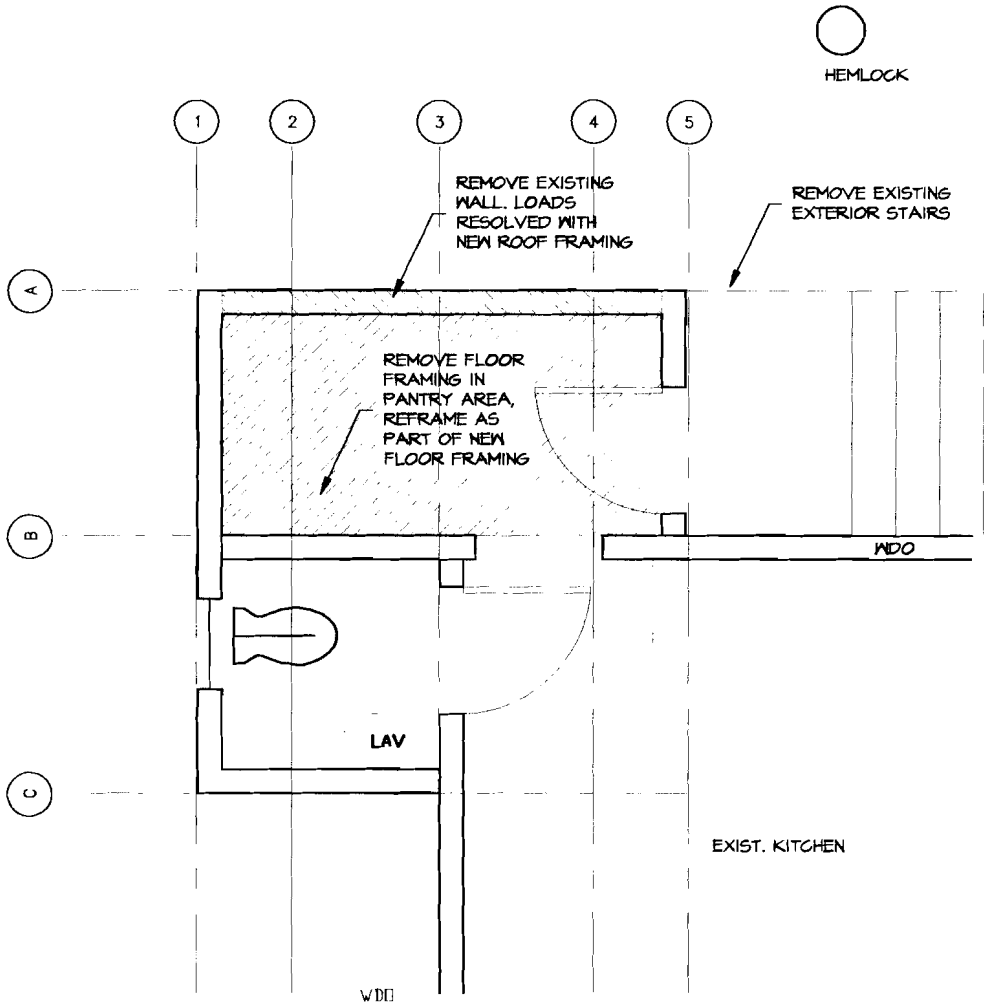 HEMLOCK
1 2 3 4 5
REMOVE EXISTING
WALL. LOADS
RESOLVED WITH
NEW ROOF FRAMING
REMOVE EXISTING
EXTERIOR STAIRS
A
REMOVE FLOOR
FRAMING IN
PANTRY AREA,
REFRAME AS
PART OF NEW
FLOOR FRAMING
B
WDO
LAV
C
EXIST. KITCHEN
WDO